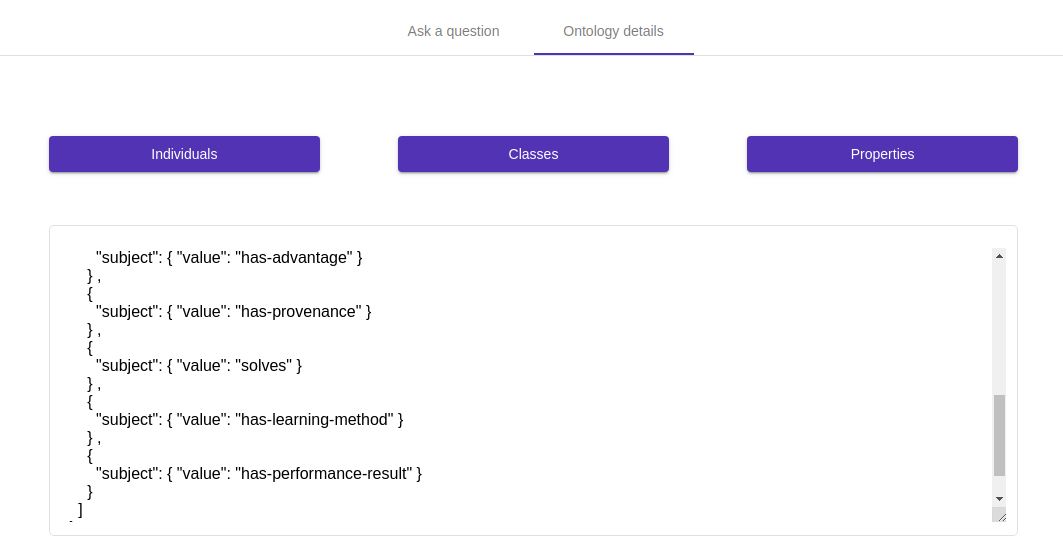 Ask a question
Ontology details
Individuals
Classes
Properties
"subject": { "value": "has-advantage" }
} ,
{
"subject": { "value": "has-provenance" }
} ,
{
"subject": { "value": "solves" }
} ,
{
"subject": { "value": "has-learning-method" }
} ,
{
"subject": { "value": "has-performance-result" }
}
]